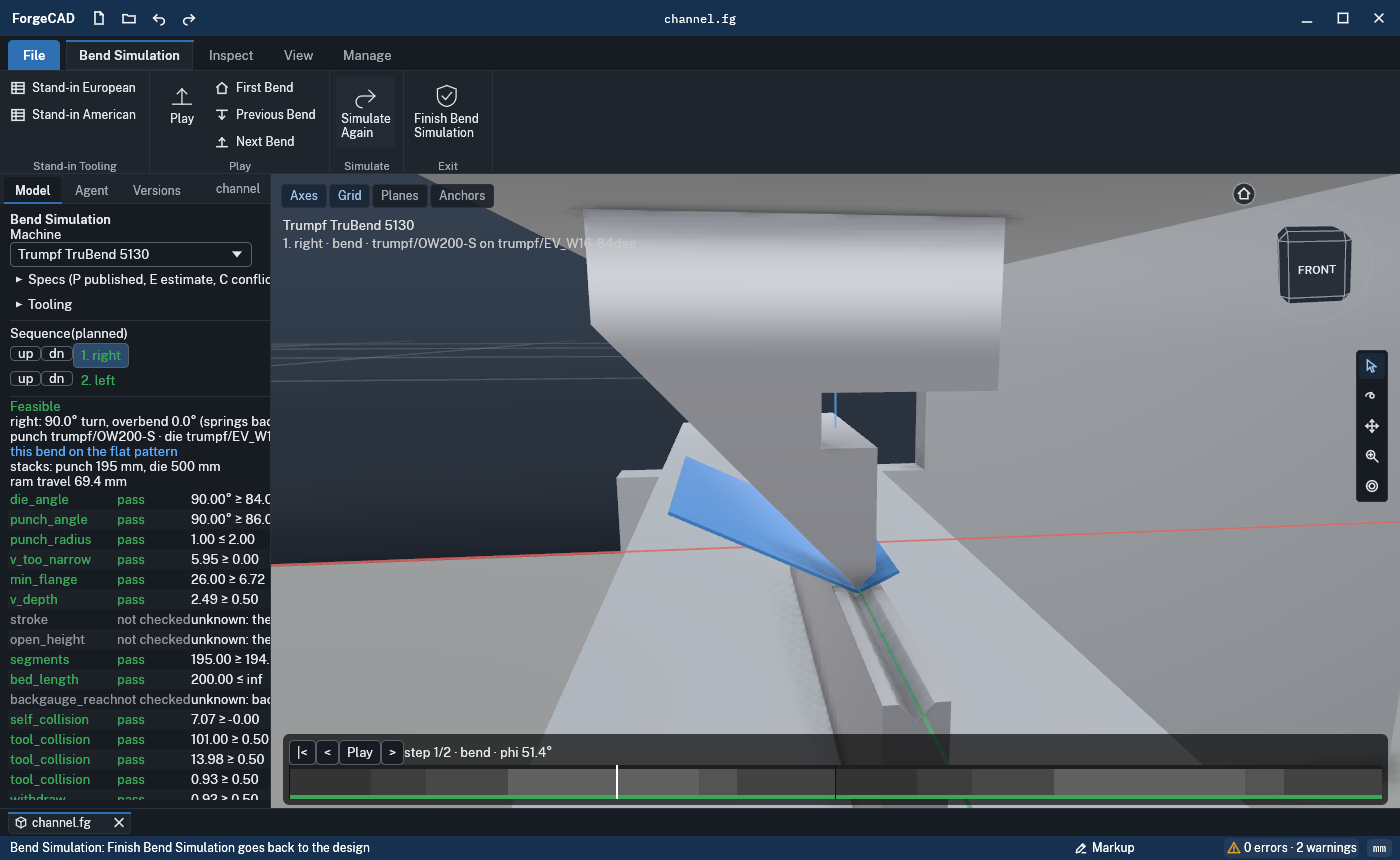 ForgeCAD
channel.fg
File
Bend Simulation
Inspect
View
Manage
Stand-in European
Stand-in American
Stand-in Tooling
Play
First Bend
Previous Bend
Next Bend
Play
Simulate Again
Simulate
Finish Bend Simulation
Exit
Model
Agent
Versions
channel
Bend Simulation
Machine
Trumpf TruBend 5130
Specs (P published, E estimate, C conflic
Tooling
Sequence(planned)
up dn 1. right
up dn 2. left
Feasible
right: 90.0° turn, overbend 0.0° (springs bac
punch trumpf/OW200-S · die trumpf/EV_W1
this bend on the flat pattern
stacks: punch 195 mm, die 500 mm
ram travel 69.4 mm
die_angle pass 90.00° ≥ 84.0
punch_angle pass 90.00° ≥ 86.0
punch_radius pass 1.00 ≤ 2.00
v_too_narrow pass 5.95 ≥ 0.00
min_flange pass 26.00 ≥ 6.72
v_depth pass 2.49 ≥ 0.50
stroke not checked unknown: the
open_height not checked unknown: the
segments pass 195.00 ≥ 194.
bed_length pass 200.00 ≤ inf
backgauge_reach not checked unknown: bac
self_collision pass 7.07 ≥ -0.00
tool_collision pass 101.00 ≥ 0.50
tool_collision pass 13.98 ≥ 0.50
tool_collision pass 0.93 ≥ 0.50
withdraw pass 0.92 ≥ 0.50
Axes
Grid
Planes
Anchors
Trumpf TruBend 5130
1. right · bend · trumpf/OW200-S on trumpf/EV_W16-84deg
FRONT
|< < Play > step 1/2 · bend · phi 51.4°
channel.fg
Bend Simulation: Finish Bend Simulation goes back to the design
Markup
0 errors · 2 warnings
mm